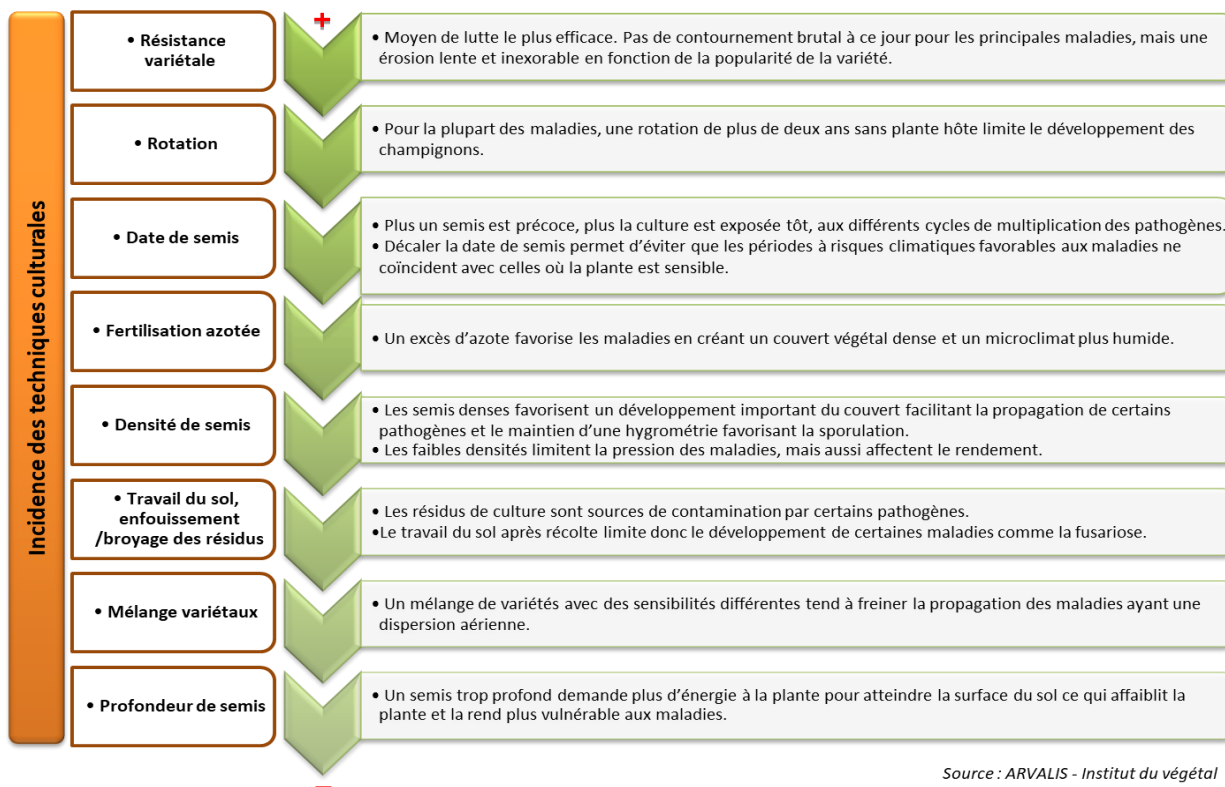 Incidence des techniques culturales
+
• Résistance
variétale
• Moyen de lutte le plus efficace. Pas de contournement brutal à ce jour pour les principales maladies, mais une
érosion lente et inexorable en fonction de la popularité de la variété.
• Rotation
• Pour la plupart des maladies, une rotation de plus de deux ans sans plante hôte limite le développement des
champignons.
• Date de semis
• Plus un semis est précoce, plus la culture est exposée tôt, aux différents cycles de multiplication des pathogènes.
• Décaler la date de semis permet d’éviter que les périodes à risques climatiques favorables aux maladies ne
coïncident avec celles où la plante est sensible.
• Fertilisation azotée
• Un excès d’azote favorise les maladies en créant un couvert végétal dense et un microclimat plus humide.
• Densité de semis
• Les semis denses favorisent un développement important du couvert facilitant la propagation de certains
pathogènes et le maintien d’une hygrométrie favorisant la sporulation.
• Les faibles densités limitent la pression des maladies, mais aussi affectent le rendement.
• Travail du sol,
enfouissement
/broyage des résidus
• Les résidus de culture sont sources de contamination par certains pathogènes.
•Le travail du sol après récolte limite donc le développement de certaines maladies comme la fusariose.
• Mélange variétaux
• Un mélange de variétés avec des sensibilités différentes tend à freiner la propagation des maladies ayant une
dispersion aérienne.
• Profondeur de semis
• Un semis trop profond demande plus d’énergie à la plante pour atteindre la surface du sol ce qui affaiblit la
plante et la rend plus vulnérable aux maladies.
–
Source : ARVALIS - Institut du végétal